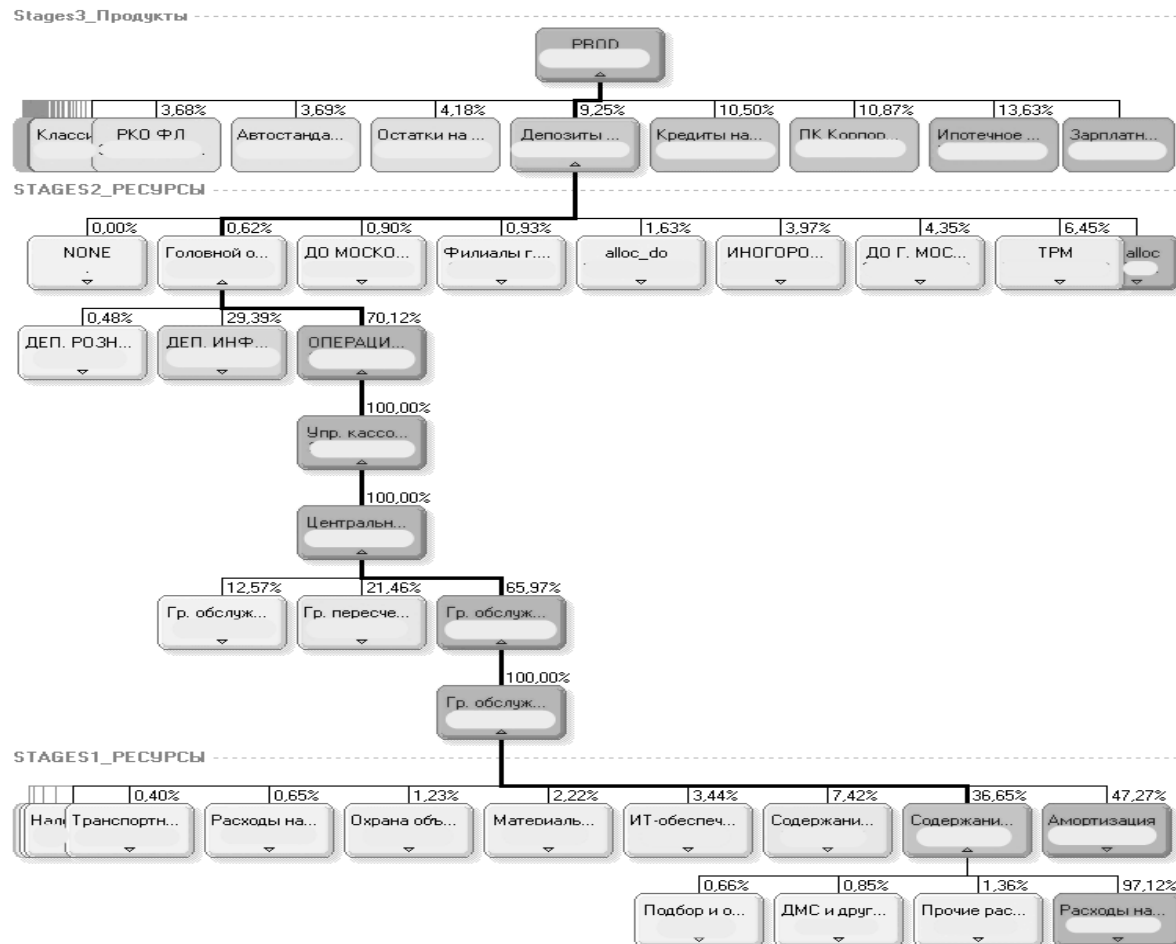 Stages3_Продукты
PROD
3,68% 3,69% 4,18% 9,25% 10,50% 10,87% 13,63%
Класси РКО ФЛ Автостанда... Остатки на ... Депозиты ... Кредиты на... ПК Корпор... Ипотечное ... Зарплатн...
STAGES2_РЕСУРСЫ
0,00% 0,62% 0,90% 0,93% 1,63% 3,97% 4,35% 6,45%
NONE Головной о... ДО МОСКО... Филиалы г.... alloc_do ИНОГОРО... ДО Г. МОС... ТРМ alloc
0,48% 29,39% 70,12%
ДЕП. РОЗН... ДЕП. ИНФ... ОПЕРАЦИ...
100,00%
Упр. кассо...
100,00%
Центральн...
12,57% 21,46% 65,97%
Гр. обслуж... Гр. пересче... Гр. обслуж...
100,00%
Гр. обслуж...
STAGES1_РЕСУРСЫ
0,40% 0,65% 1,23% 2,22% 3,44% 7,42% 36,65% 47,27%
Транспортн... Расходы на... Охрана объ... Материаль... ИТ-обеспеч... Содержани... Содержани... Амортизация
0,66% 0,85% 1,36% 97,12%
Подбор и о... ДМС и друг... Прочие рас... Расходы на...